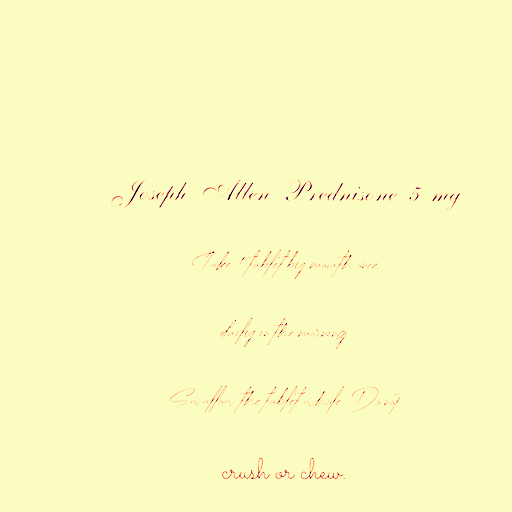 Joseph Allen Prednisone 5 mg
Take 1 tablet by mouth once
daily in the morning
Swallow the tablet whole Do not
crush or chew.